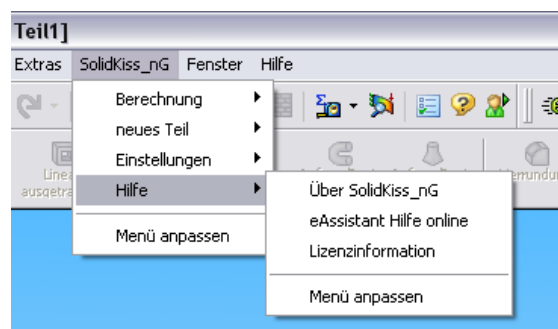 Teil1]
Extras SolidKiss_nG Fenster Hilfe
Berechnung
neues Teil
Einstellungen
Hilfe
Menü anpassen
Über SolidKiss_nG
eAssistant Hilfe online
Lizenzinformation
Menü anpassen